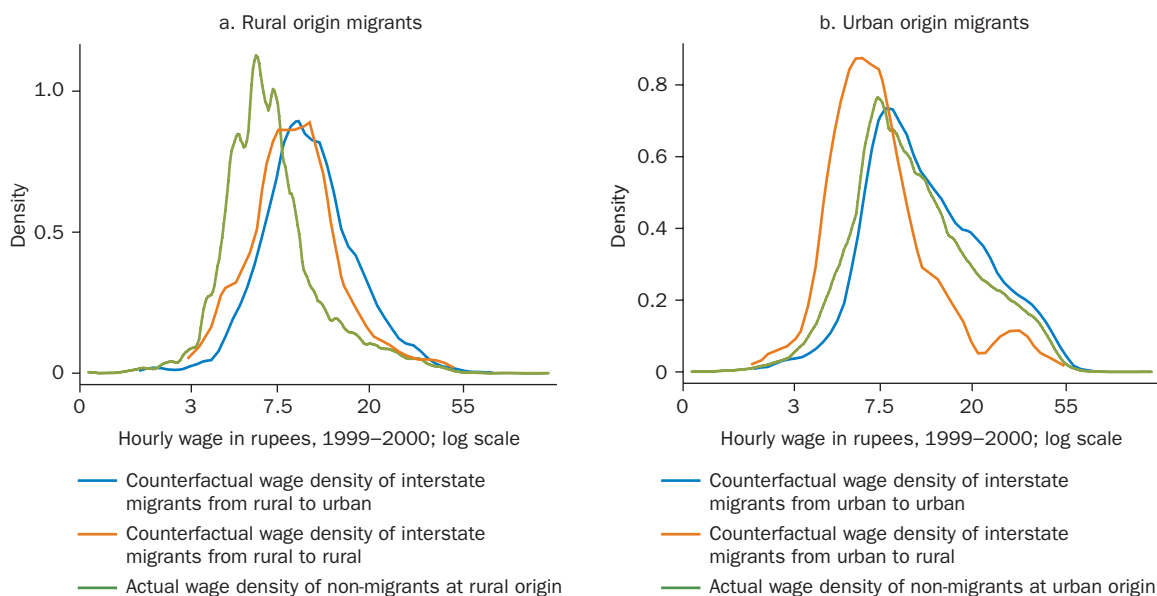 a. Rural origin migrants
1.0
0.5
0
Density
0 3 7.5 20 55
Hourly wage in rupees, 1999–2000; log scale
Counterfactual wage density of interstate
migrants from rural to urban
Counterfactual wage density of interstate
migrants from rural to rural
Actual wage density of non-migrants at rural origin
b. Urban origin migrants
0.8
0.6
0.4
0.2
0
Density
0 3 7.5 20 55
Hourly wage in rupees, 1999–2000; log scale
Counterfactual wage density of interstate
migrants from urban to urban
Counterfactual wage density of interstate
migrants from urban to rural
Actual wage density of non-migrants at urban origin